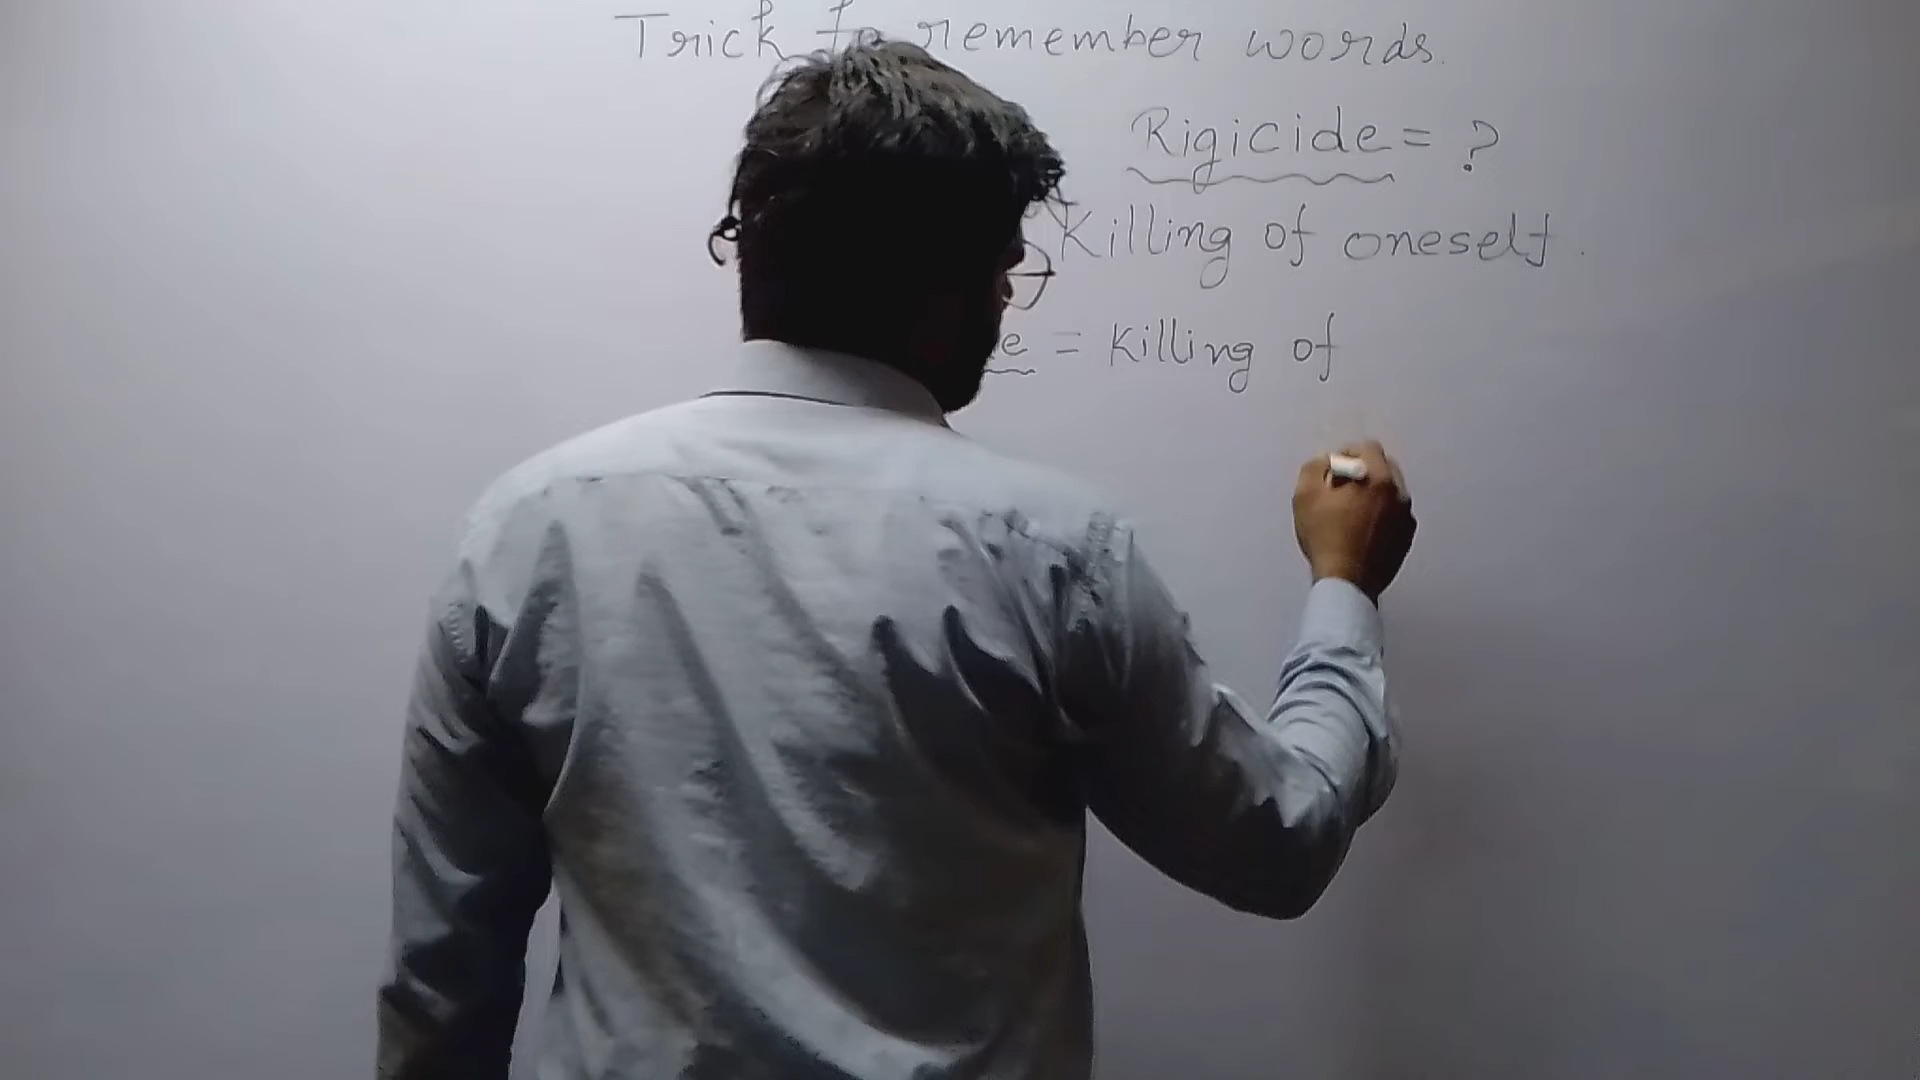 Trick to remember words.
Rigicide = ?
Killing of oneself.
e = Killing of